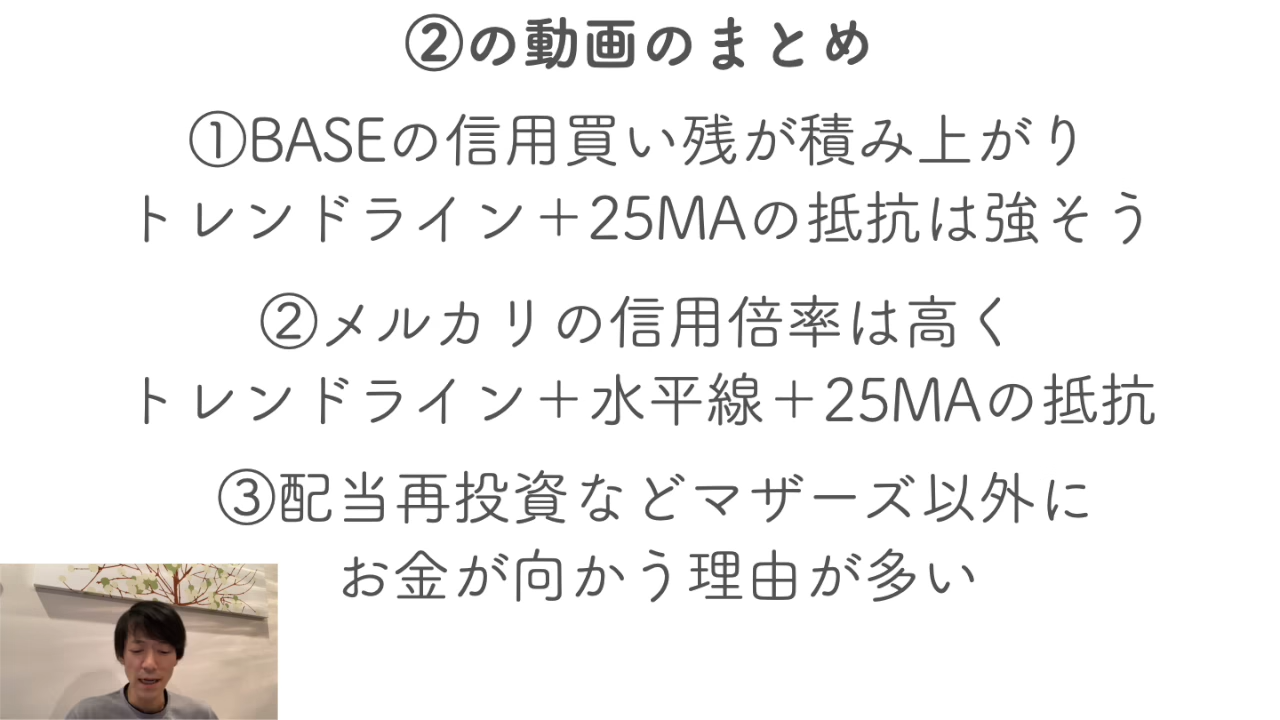 ②の動画のまとめ
①BASEの信用買い残が積み上がり
トレンドライン＋25MAの抵抗は強そう
②メルカリの信用倍率は高く
トレンドライン＋水平線＋25MAの抵抗
③配当再投資などマザーズ以外に
お金が向かう理由が多い